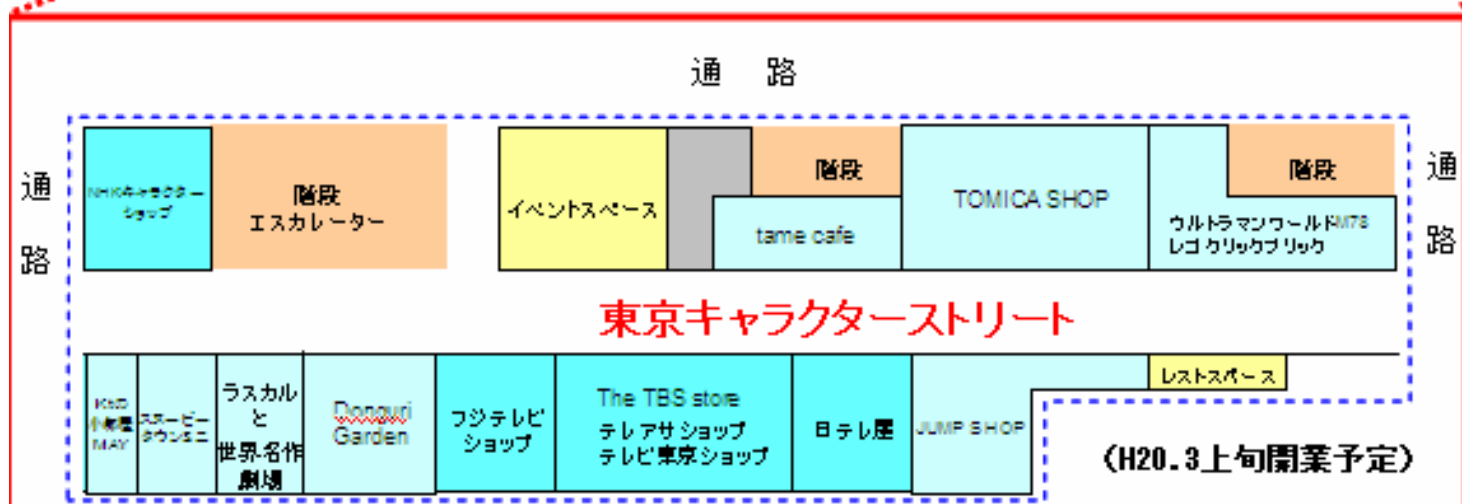 通 路
通
路
NHKキャラクター
ショップ
階段
エスカレーター
イベントスペース
階段
tame cafe
TOMICA SHOP
階段
ウルトラマンワールドM78
レゴ クリックブリック
通
路
東京キャラクターストリート
小部屋
MAY
スヌーピー
タウンミニ
ラスカル
と
世界名作
劇場
Donguri
Garden
フジテレビ
ショップ
The TBS store
テレアサショップ
テレビ東京ショップ
日テレ屋
JUMP SHOP
レストスペース
(H20.3上旬開業予定)